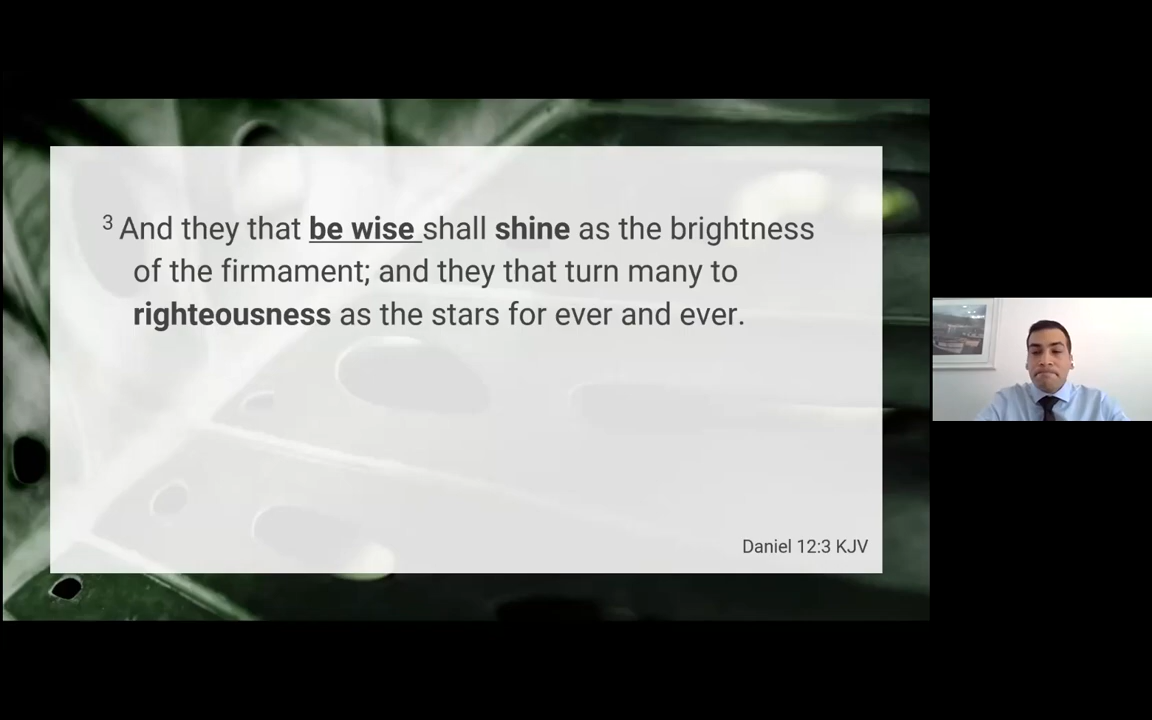 3 And they that be wise shall shine as the brightness
of the firmament; and they that turn many to
righteousness as the stars for ever and ever.
Daniel 12:3 KJV